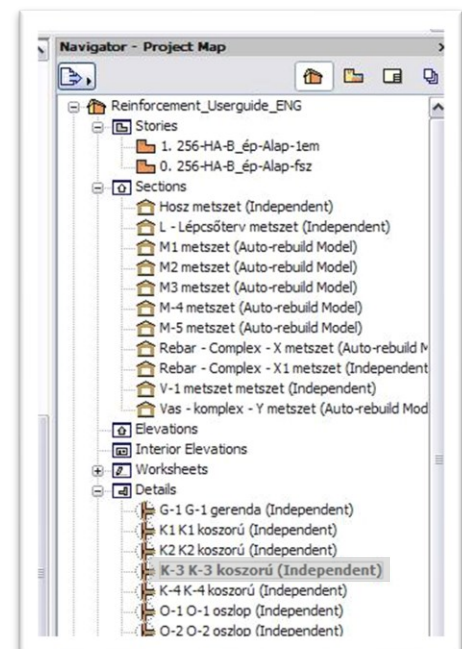 Navigator - Project Map
Reinforcement_Userguide_ENG
Stories
1. 256-HA-B_ép-Alap-1em
0. 256-HA-B_ép-Alap-fsz
Sections
Hosz metszet (Independent)
L - Lépcsőterv metszet (Independent)
M1 metszet (Auto-rebuild Model)
M2 metszet (Auto-rebuild Model)
M3 metszet (Auto-rebuild Model)
M-4 metszet (Auto-rebuild Model)
M-5 metszet (Auto-rebuild Model)
Rebar - Complex - X metszet (Auto-rebuild M
Rebar - Complex - X1 metszet (Independent
V-1 metszet metszet (Independent)
Vas - komplex - Y metszet (Auto-rebuild Mod
Elevations
Interior Elevations
Worksheets
Details
G-1 G-1 gerenda (Independent)
K1 K1 koszorú (Independent)
K2 K2 koszorú (Independent)
K-3 K-3 koszorú (Independent)
K-4 K-4 koszorú (Independent)
O-1 O-1 oszlop (Independent)
O-2 O-2 oszlop (Independent)